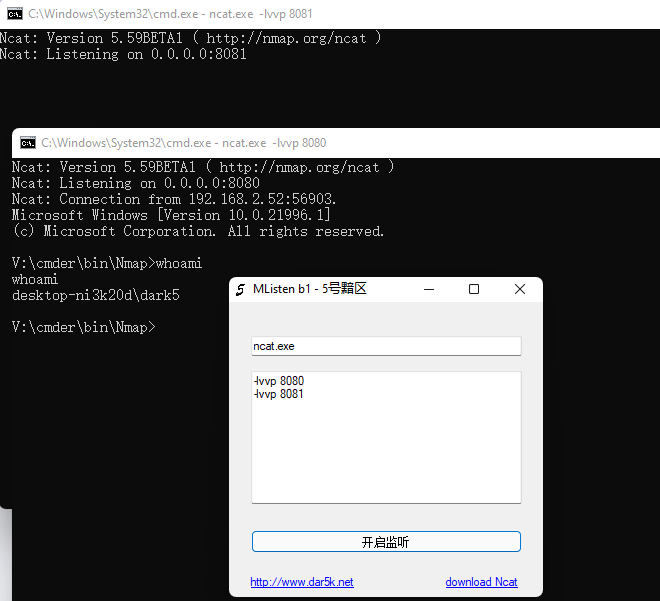 C:\Windows\System32\cmd.exe - ncat.exe -lvvp 8081
Ncat: Version 5.59BETA1 ( http://nmap.org/ncat )
Ncat: Listening on 0.0.0.0:8081
C:\Windows\System32\cmd.exe - ncat.exe -lvvp 8080
Ncat: Version 5.59BETA1 ( http://nmap.org/ncat )
Ncat: Listening on 0.0.0.0:8080
Ncat: Connection from 192.168.2.52:56903.
Microsoft Windows [Version 10.0.21996.1]
(c) Microsoft Corporation. All rights reserved.
V:\cmder\bin\Nmap>whoami
whoami
desktop-ni3k20d\dark5
V:\cmder\bin\Nmap>
MListen b1 - 5号黯区
ncat.exe
-lvvp 8080
-lvvp 8081
开启监听
http://www.dar5k.net download Ncat